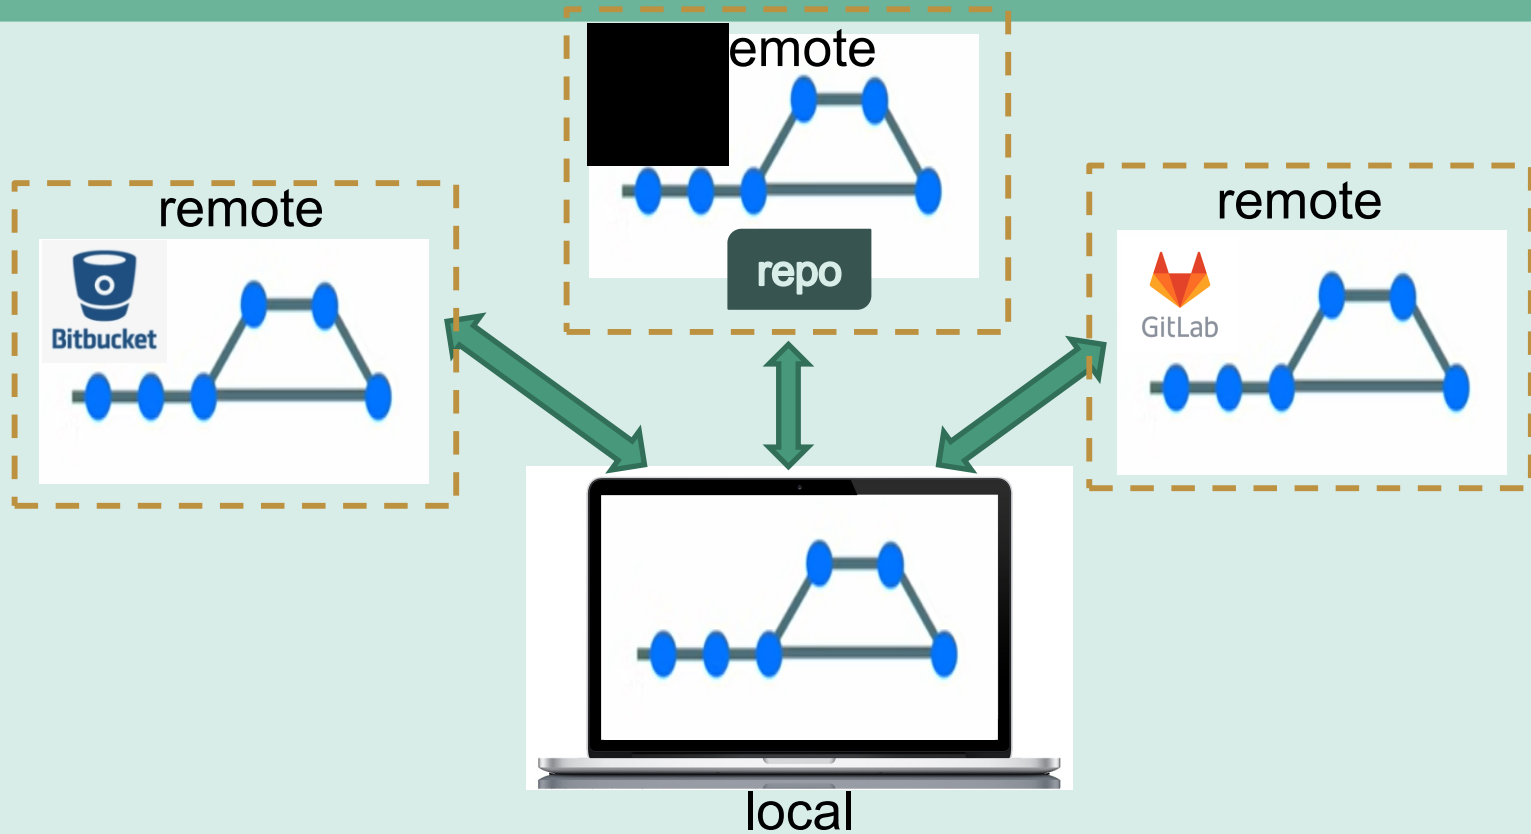 emote
remote
Bitbucket
repo
remote
GitLab
local